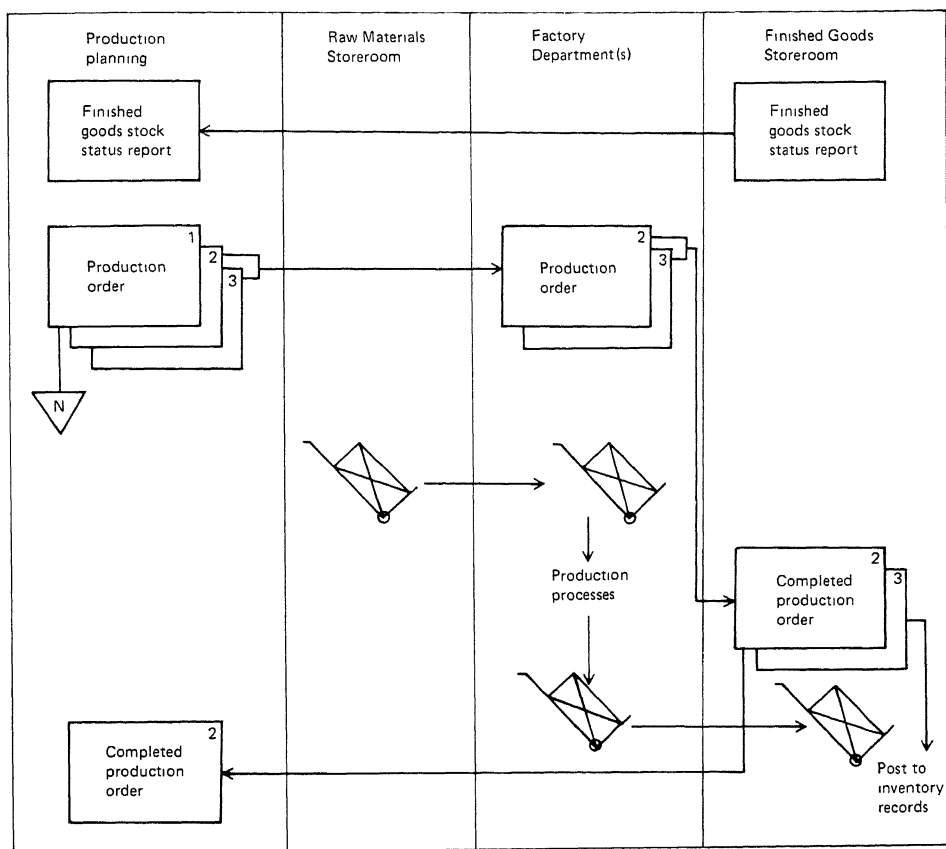 Production
planning
Raw Materials
Storeroom
Factory
Department(s)
Finished Goods
Storeroom
Finished
goods stock
status report
Finished
goods stock
status report
1
2
3
Production
order
2
3
Production
order
N
Production
processes
2
3
Completed
production
order
2
Completed
production
order
Post to
inventory
records